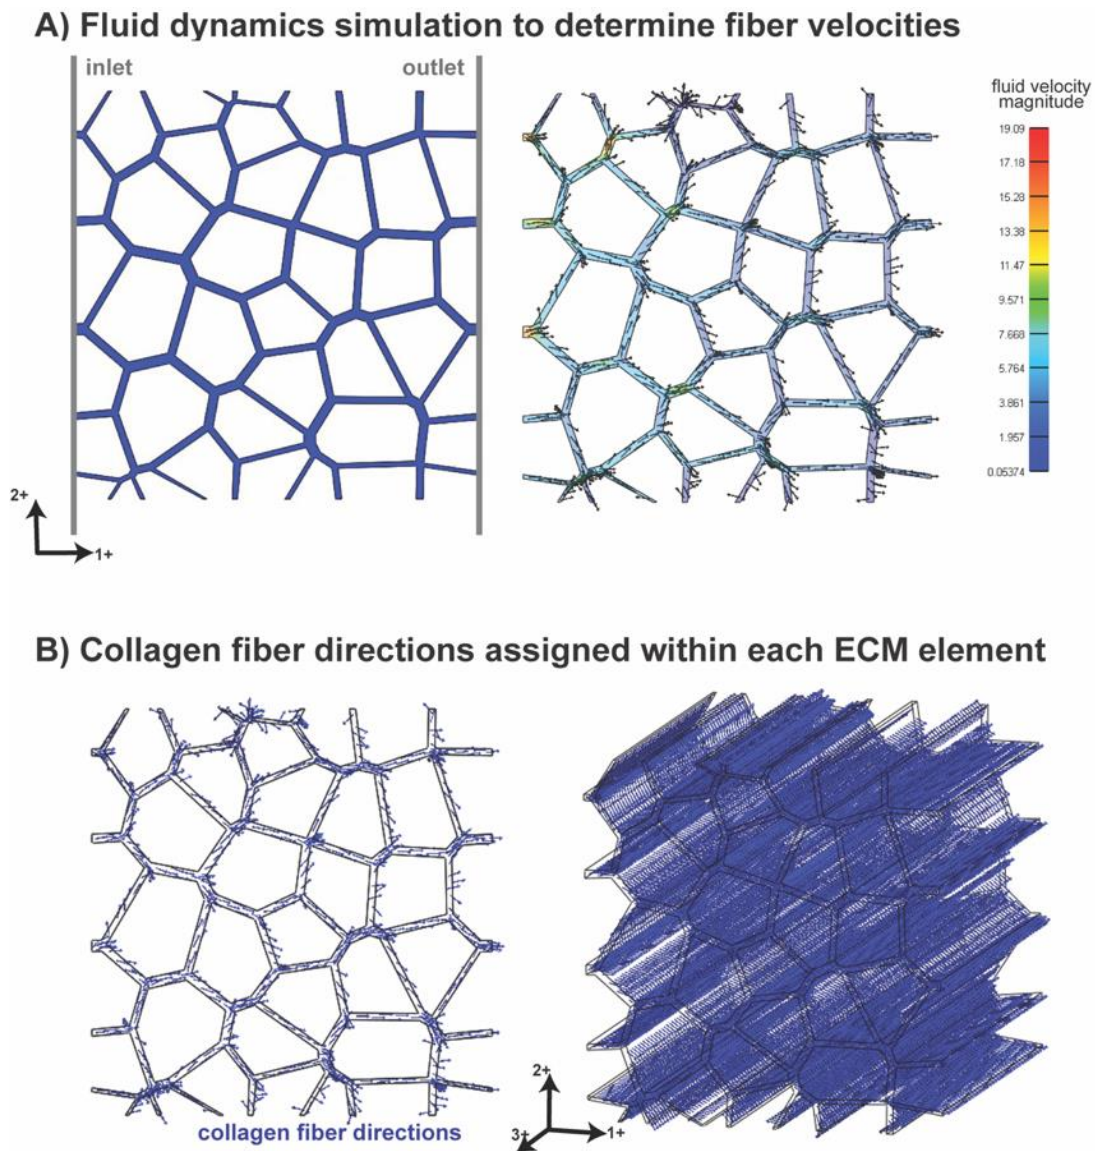 A) Fluid dynamics simulation to determine fiber velocities
inlet
outlet
fluid velocity
magnitude
19.09
17.18
15.28
13.38
11.47
9.571
7.668
5.764
3.861
1.957
0.05374
2+
1+
B) Collagen fiber directions assigned within each ECM element
collagen fiber directions
2+
3+
1+